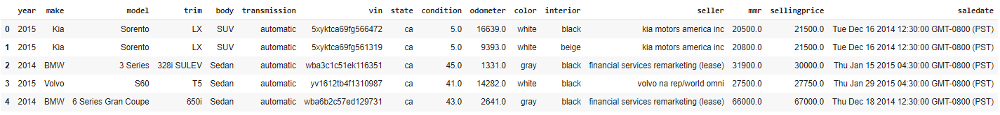 year make model trim body transmission vin state condition odometer color interior seller mmr sellingprice saledate
0 2015 Kia Sorento LX SUV automatic 5xyktca69fg566472 ca 5.0 16639.0 white black kia motors america inc 20500.0 21500.0 Tue Dec 16 2014 12:30:00 GMT-0800 (PST)
1 2015 Kia Sorento LX SUV automatic 5xyktca69fg561319 ca 5.0 9393.0 white beige kia motors america inc 20800.0 21500.0 Tue Dec 16 2014 12:30:00 GMT-0800 (PST)
2 2014 BMW 3 Series 328i SULEV Sedan automatic wba3c1c51ek116351 ca 45.0 1331.0 gray black financial services remarketing (lease) 31900.0 30000.0 Thu Jan 15 2015 04:30:00 GMT-0800 (PST)
3 2015 Volvo S60 T5 Sedan automatic yv1612tb4f1310987 ca 41.0 14282.0 white black volvo na rep/world omni 27500.0 27750.0 Thu Jan 29 2015 04:30:00 GMT-0800 (PST)
4 2014 BMW 6 Series Gran Coupe 650i Sedan automatic wba6b2c57ed129731 ca 43.0 2641.0 gray black financial services remarketing (lease) 66000.0 67000.0 Thu Dec 18 2014 12:30:00 GMT-0800 (PST)